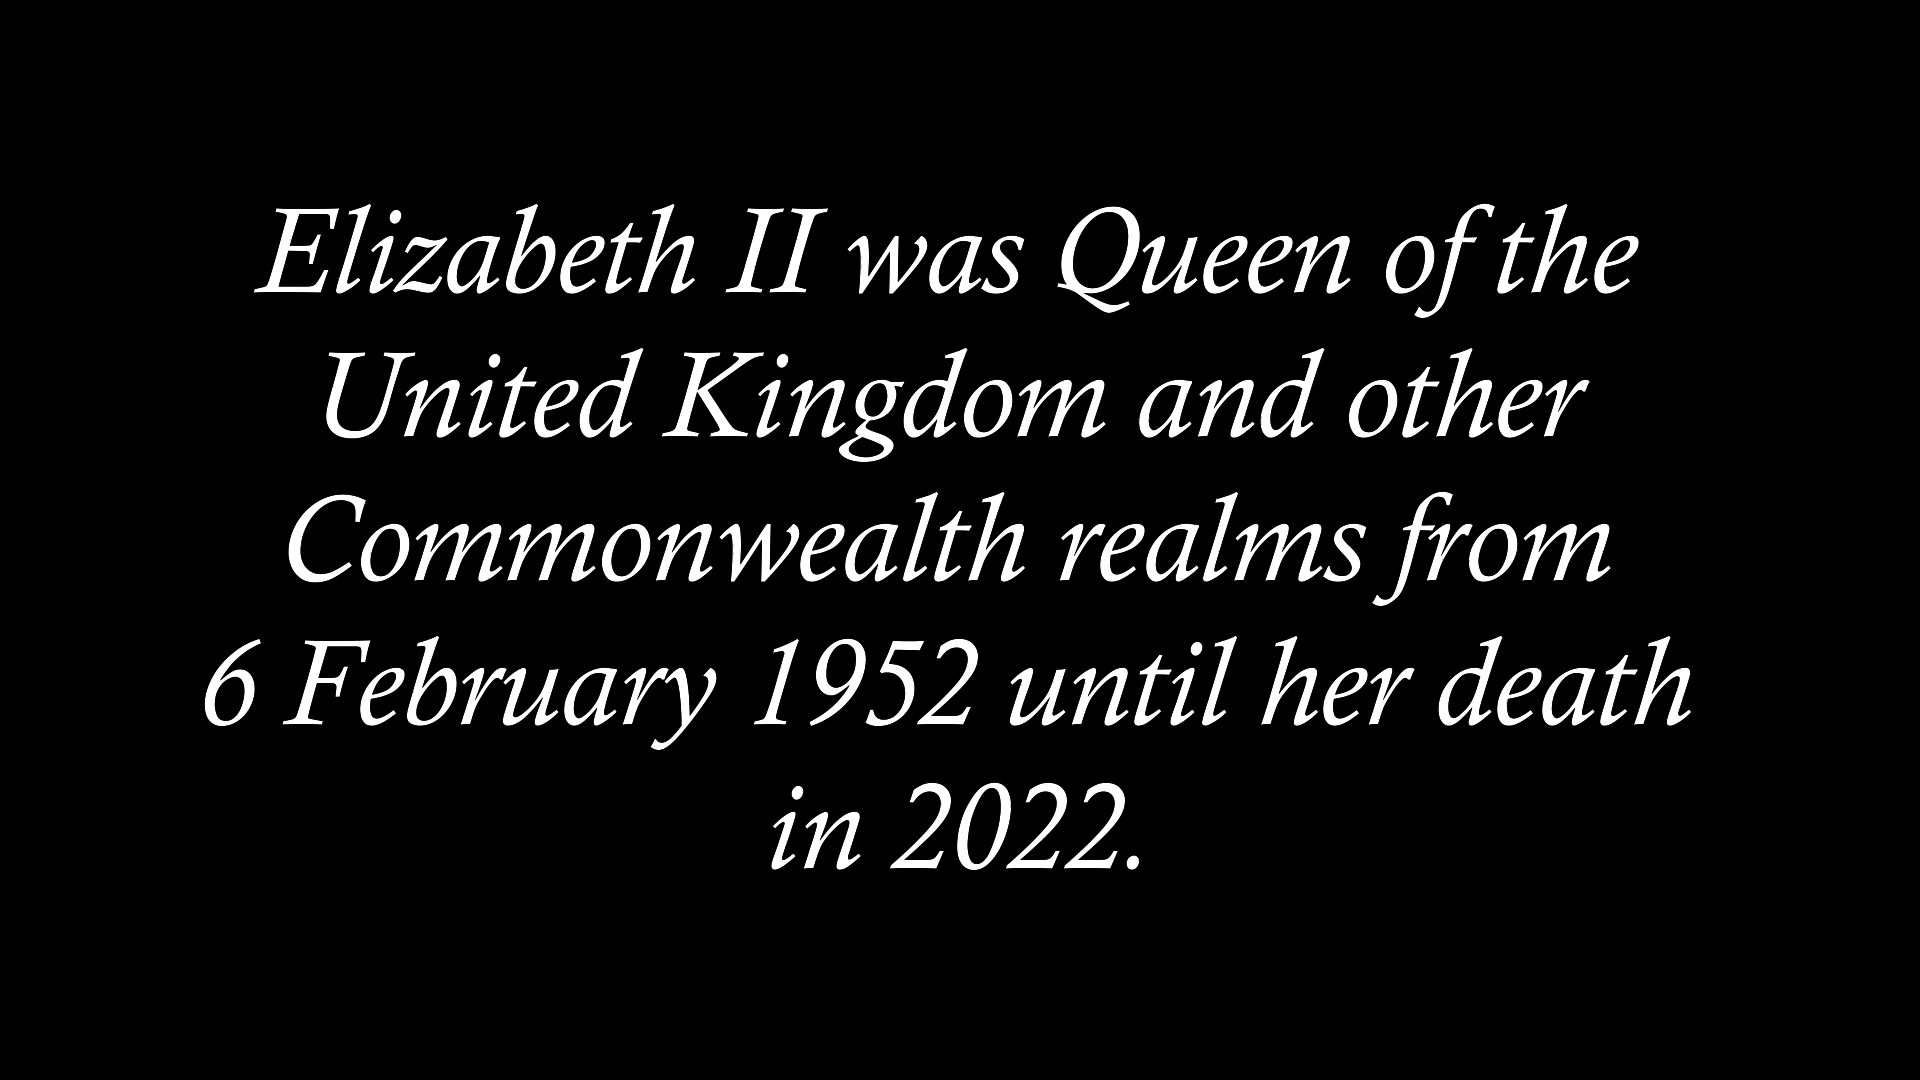 Elizabeth II was Queen of the
United Kingdom and other
Commonwealth realms from
6 February 1952 until her death
in 2022.